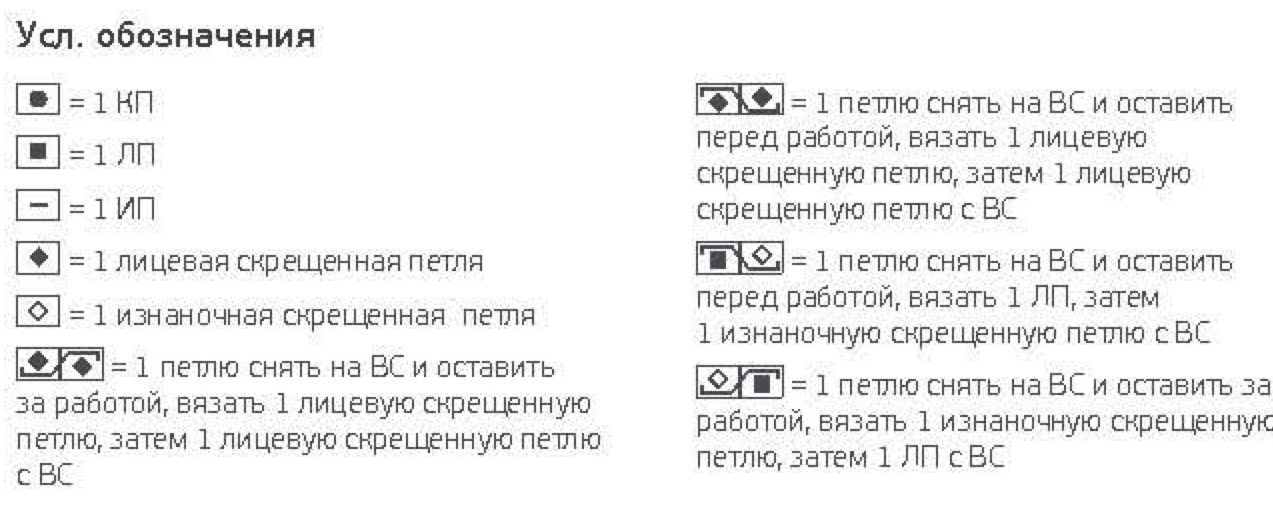 Усл. обозначения
= 1 КП
= 1 ЛП
= 1 ИП
= 1 лицевая скрещенная петля
= 1 изнаночная скрещенная петля
= 1 петлю снять на ВС и оставить
за работой, вязать 1 лицевую скрещенную
петлю, затем 1 лицевую скрещенную петлю
с ВС
= 1 петлю снять на ВС и оставить
перед работой, вязать 1 лицевую
скрещенную петлю, затем 1 лицевую
скрещенную петлю с ВС
= 1 петлю снять на ВС и оставить
перед работой, вязать 1 ЛП, затем
1 изнаночную скрещенную петлю с ВС
= 1 петлю снять на ВС и оставить за
работой, вязать 1 изнаночную скрещенную
петлю, затем 1 ЛП с ВС